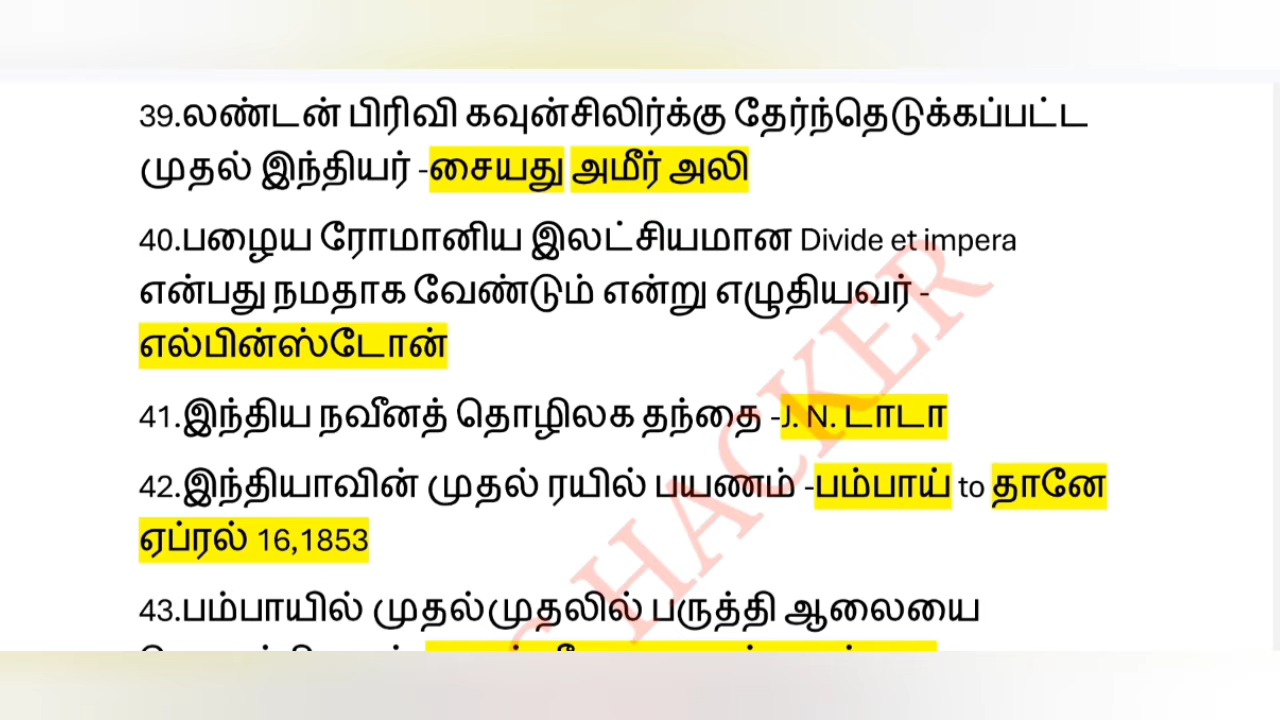 39.லண்டன் பிரிவி கவுன்சிலிர்க்கு தேர்ந்தெடுக்கப்பட்ட
முதல் இந்தியர் -சையது அமீர் அலி
40.பழைய ரோமானிய இலட்சியமான Divide et impera
என்பது நமதாக வேண்டும் என்று எழுதியவர் -
எல்பின்ஸ்டோன்
41.இந்திய நவீனத் தொழிலக தந்தை -J. N. டாடா
42.இந்தியாவின் முதல் ரயில் பயணம் -பம்பாய் to தானே
ஏப்ரல் 16,1853
43.பம்பாயில் முதல்முதலில் பருத்தி ஆலையை
HACKER